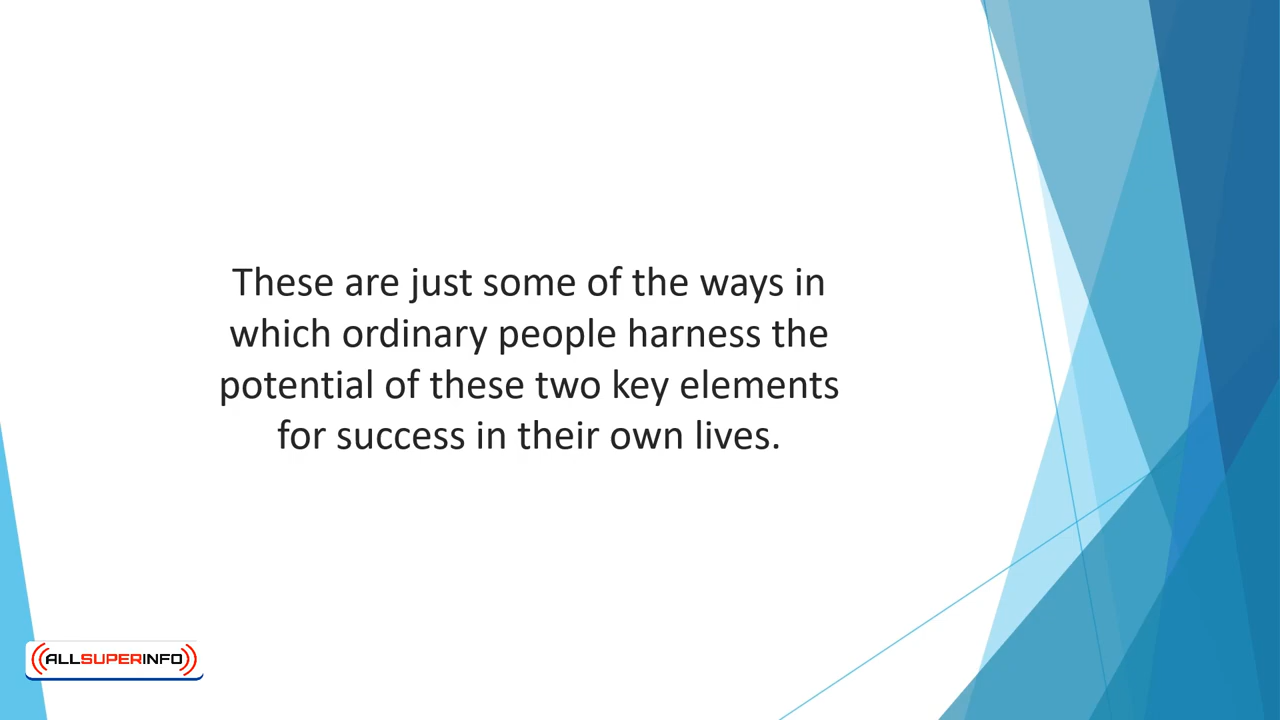 These are just some of the ways in
which ordinary people harness the
potential of these two key elements
for success in their own lives.
ALLSUPERINFO